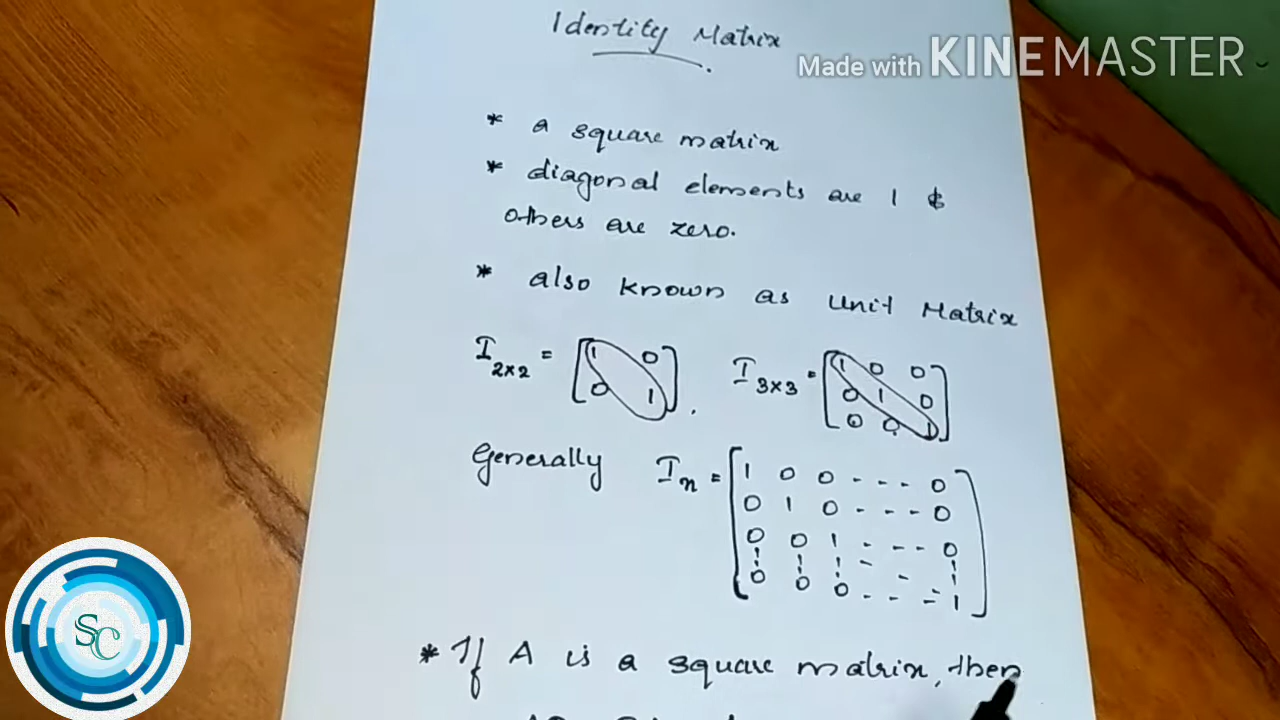 Identity Matrix
Made with KINEMASTER
* a square matrix
* diagonal elements are 1 &
others are zero.
* also known as Unit Matrix
I2×2 = [1 0
0 1], I3×3 = [1 0 0
0 1 0
0 0 1]
Generally In = [1 0 0 - - - 0
0 1 0 - - - 0
0 0 1 - - - 0
0 0 0 - - - 1]
* If A is a square matrix, then
SC